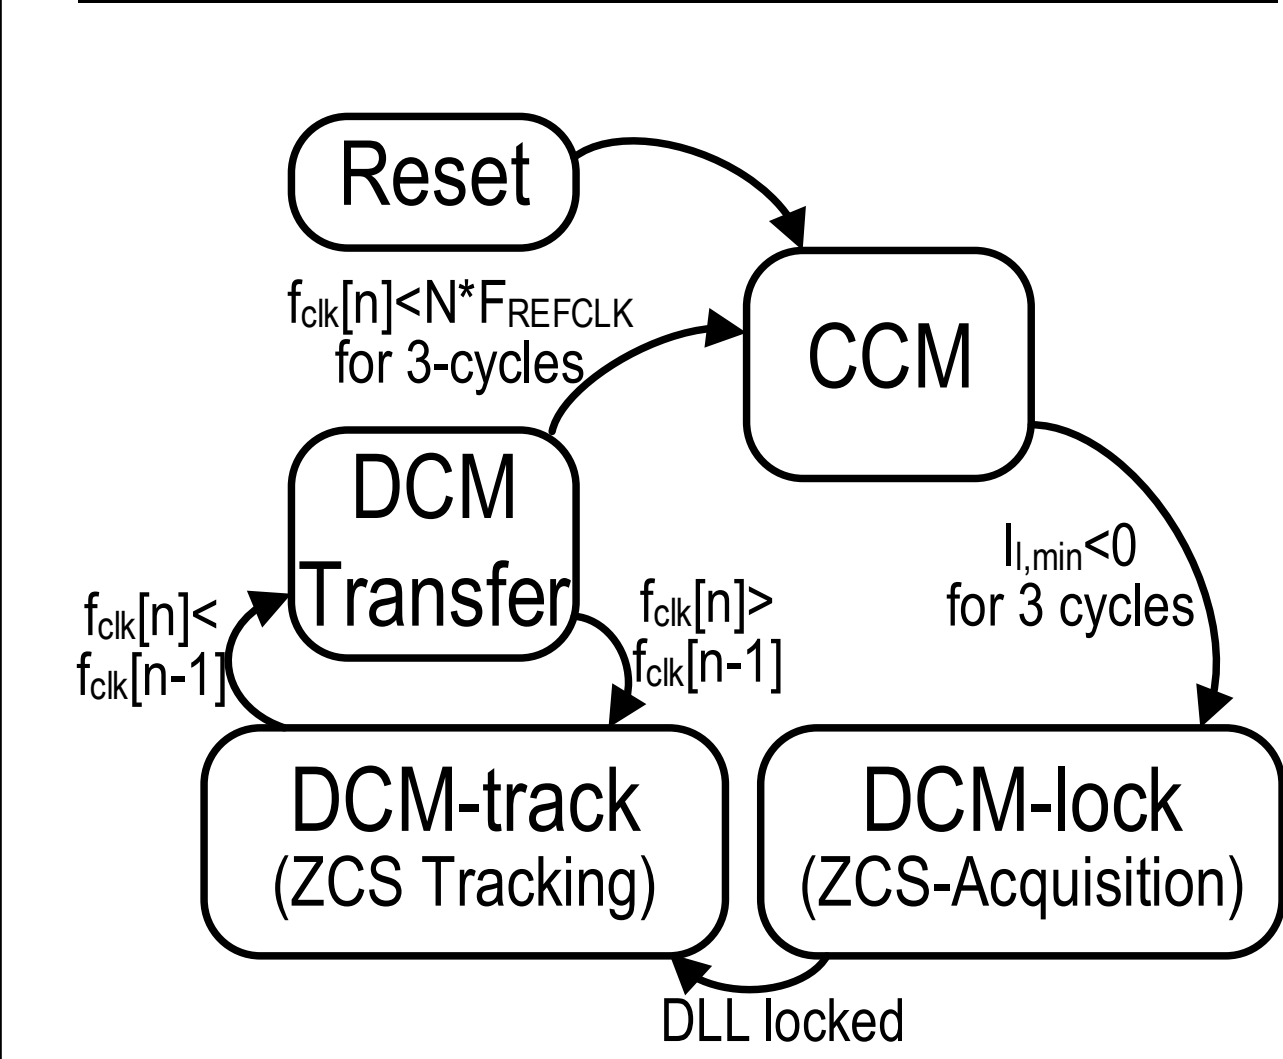 Reset
f_clk[n]<N*F_REFCLK
for 3-cycles
CCM
DCM
Transfer
I_l,min<0
for 3 cycles
f_clk[n]<
f_clk[n-1]
f_clk[n]>
f_clk[n-1]
DCM-track
(ZCS Tracking)
DCM-lock
(ZCS-Acquisition)
DLL locked